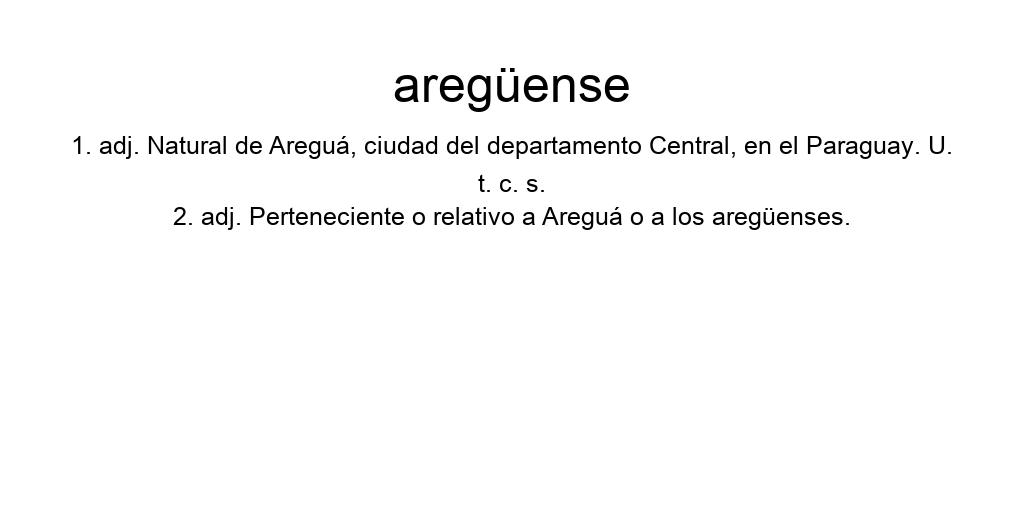 aregüense
1. adj. Natural de Areguá, ciudad del departamento Central, en el Paraguay. U.
t. c. s.
2. adj. Perteneciente o relativo a Areguá o a los aregüenses.